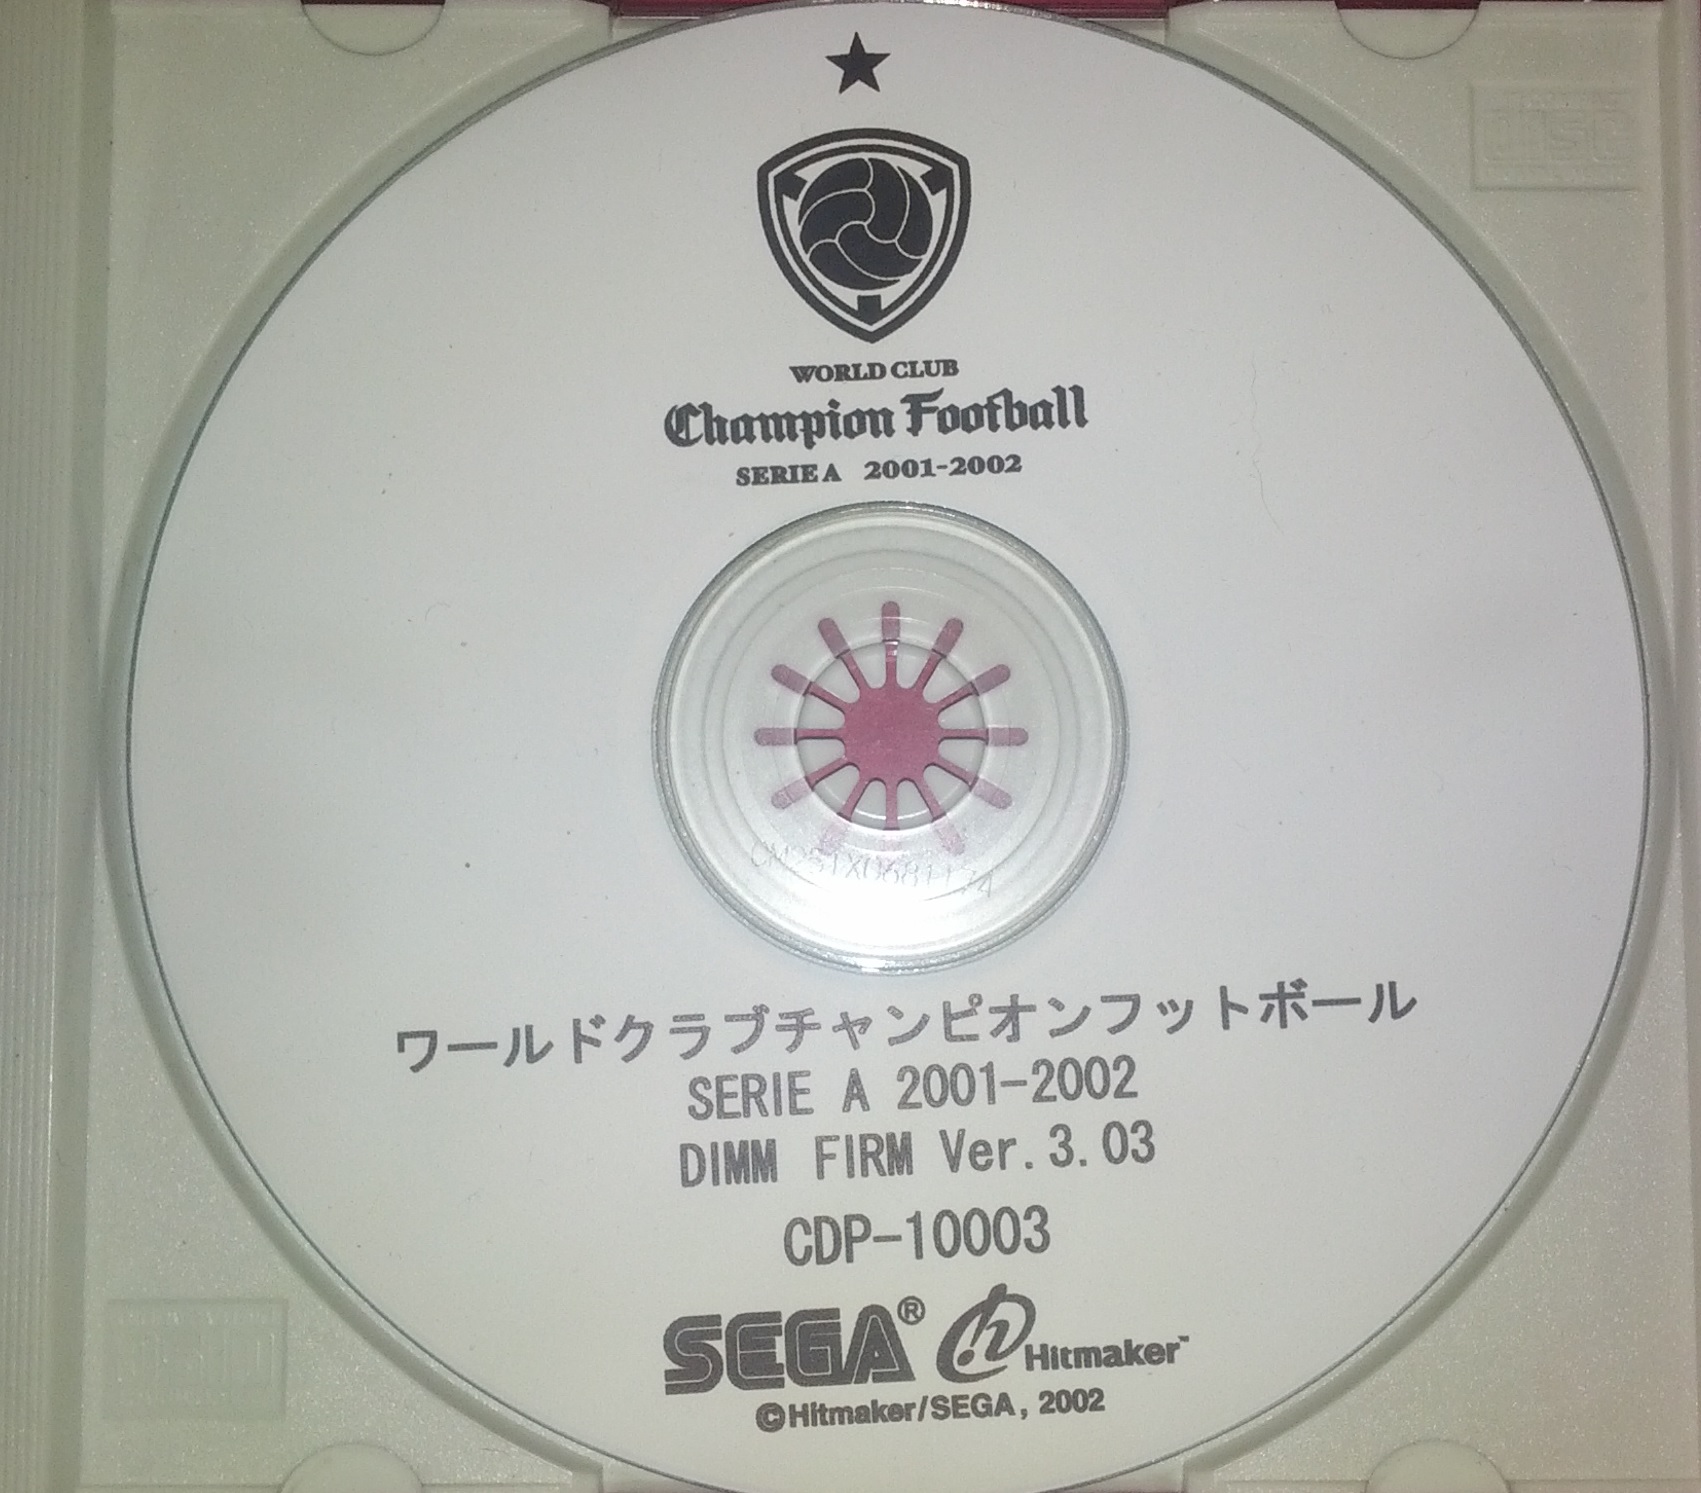 WORLD CLUB
Champion Football
SERIE A 2001-2002
ワールドクラブチャンピオンフットボール
SERIE A 2001-2002
DIMM FIRM Ver.3.03
CDP-10003
SEGA® Hitmaker™
©Hitmaker/SEGA, 2002